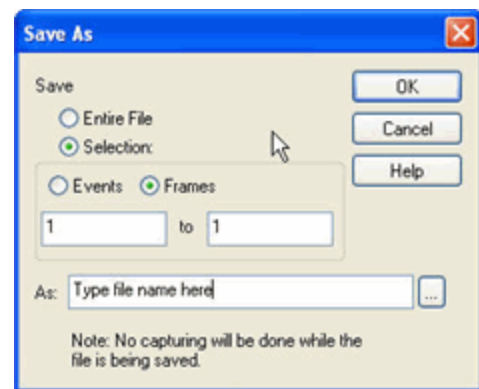 Save As
Save
Entire File
Selection:
Events Frames
1 to 1
As: Type file name here ...
Note: No capturing will be done while the
file is being saved.
OK
Cancel
Help